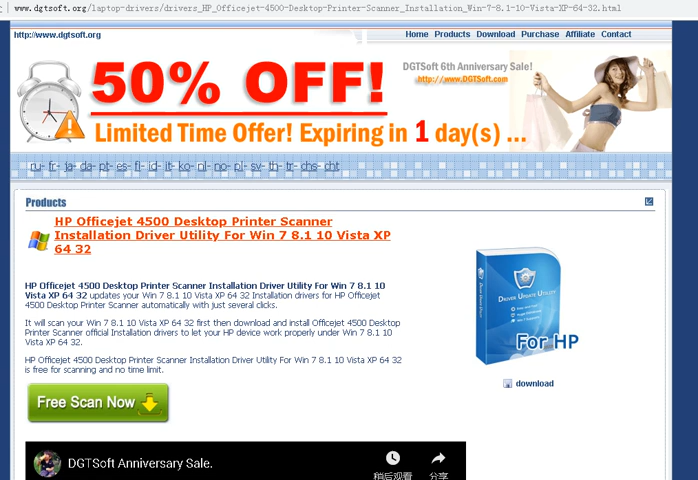 www.dgtsoft.org/laptop-drivers/drivers_HP_Officejet-4500-Desktop-Printer-Scanner_Installation_Win-7-8.1-10-Vista-XP-64-32.html
http://www.dgtsoft.org
Home Products Download Purchase Affiliate Contact
50% OFF!
DGTSoft 6th Anniversary Sale!
http://www.DGTSoft.com
Limited Time Offer! Expiring in 1 day(s) ...
ru- fr- ja- da- pt- es- fi- id- it- ko- nl- no- pl- sv- th- tr- chs- cht
Products
HP Officejet 4500 Desktop Printer Scanner
Installation Driver Utility For Win 7 8.1 10 Vista XP
64 32
HP Officejet 4500 Desktop Printer Scanner Installation Driver Utility For Win 7 8.1 10
Vista XP 64 32 updates your Win 7 8.1 10 Vista XP 64 32 Installation drivers for HP Officejet
4500 Desktop Printer Scanner automatically with just several clicks.
It will scan your Win 7 8.1 10 Vista XP 64 32 first then download and install Officejet 4500 Desktop
Printer Scanner official Installation drivers to let your HP device work properly under Win 7 8.1 10
Vista XP 64 32.
HP Officejet 4500 Desktop Printer Scanner Installation Driver Utility For Win 7 8.1 10 Vista XP 64 32
is free for scanning and no time limit.
Driver Update Utility
For HP
download
Free Scan Now
DGTSoft Anniversary Sale.
稍后观看 分享